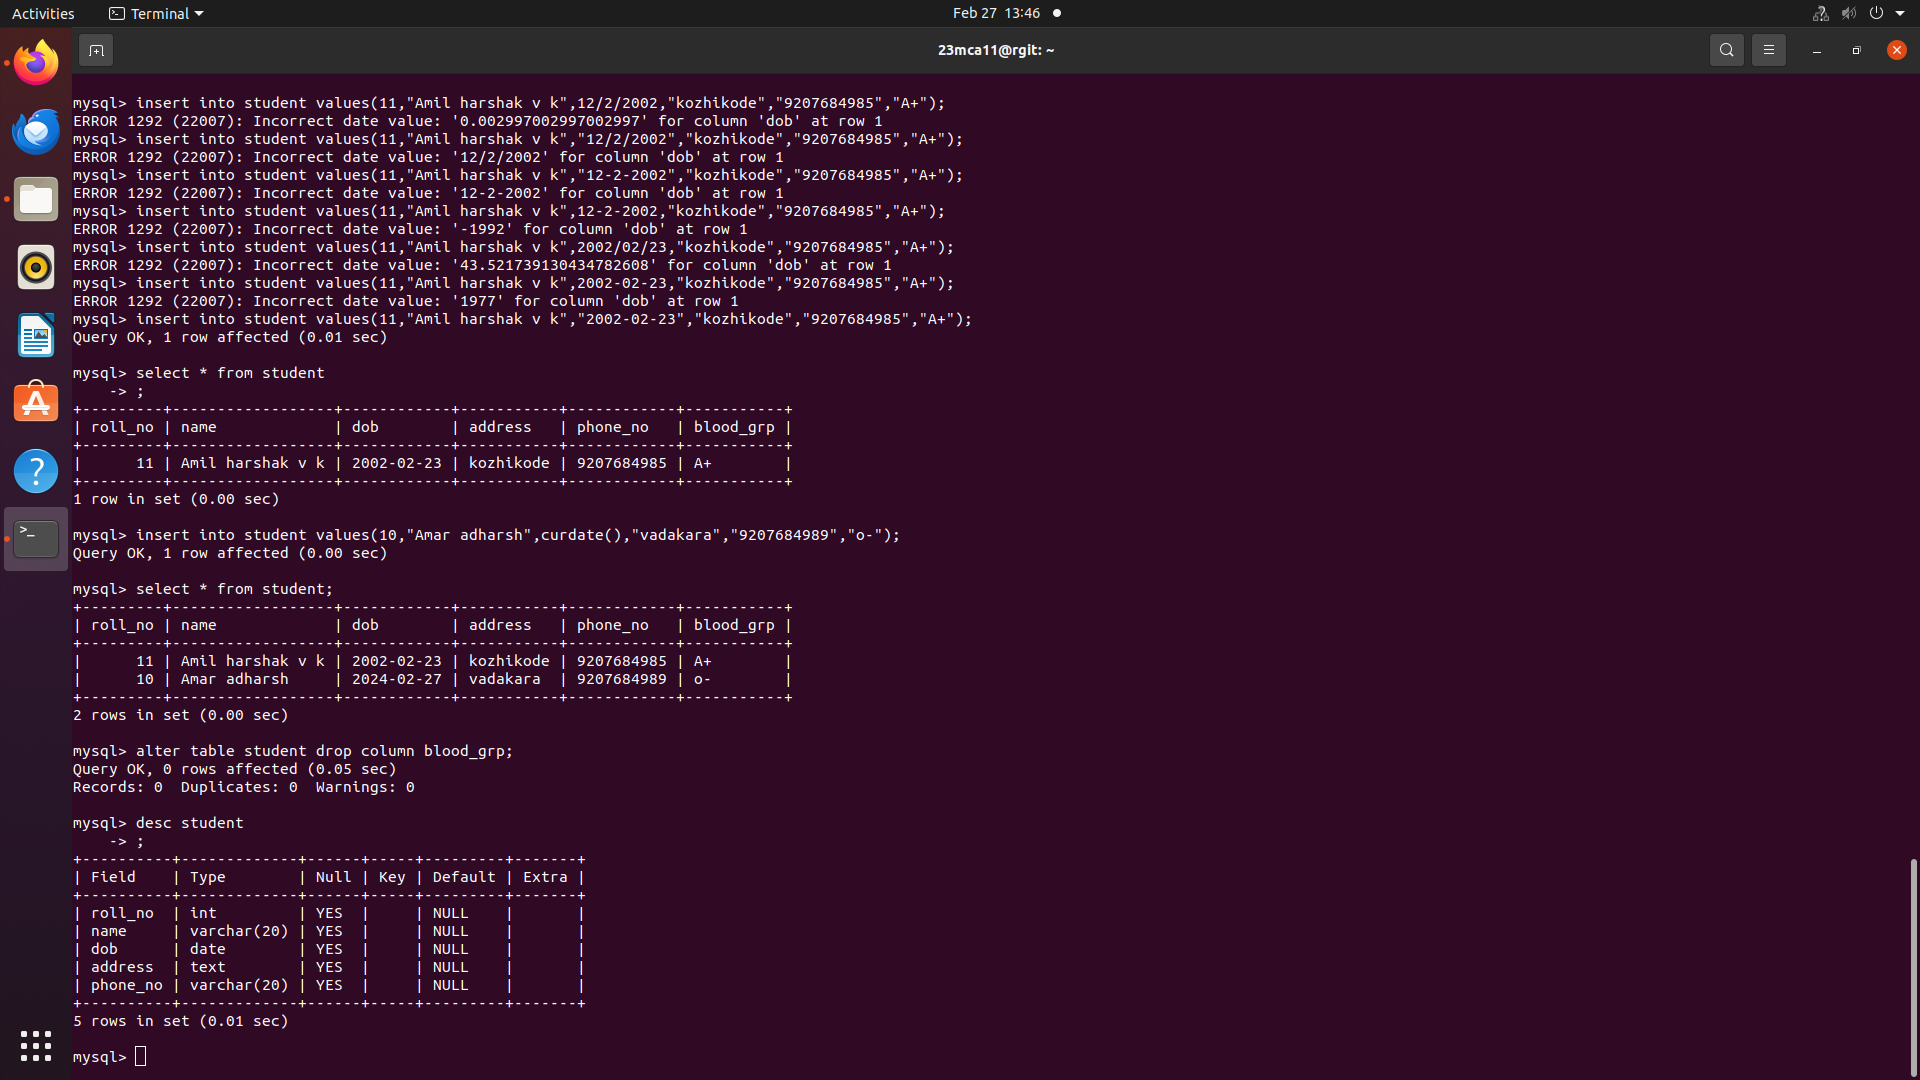 Activities
Terminal
Feb 27 13:46
23mca11@rgit: ~
mysql> insert into student values(11,"Amil harshak v k",12/2/2002,"kozhikode","9207684985","A+");
ERROR 1292 (22007): Incorrect date value: '0.002997002997002997' for column 'dob' at row 1
mysql> insert into student values(11,"Amil harshak v k","12/2/2002","kozhikode","9207684985","A+");
ERROR 1292 (22007): Incorrect date value: '12/2/2002' for column 'dob' at row 1
mysql> insert into student values(11,"Amil harshak v k","12-2-2002","kozhikode","9207684985","A+");
ERROR 1292 (22007): Incorrect date value: '12-2-2002' for column 'dob' at row 1
mysql> insert into student values(11,"Amil harshak v k",12-2-2002,"kozhikode","9207684985","A+");
ERROR 1292 (22007): Incorrect date value: '-1992' for column 'dob' at row 1
mysql> insert into student values(11,"Amil harshak v k",2002/02/23,"kozhikode","9207684985","A+");
ERROR 1292 (22007): Incorrect date value: '43.521739130434782608' for column 'dob' at row 1
mysql> insert into student values(11,"Amil harshak v k",2002-02-23,"kozhikode","9207684985","A+");
ERROR 1292 (22007): Incorrect date value: '1977' for column 'dob' at row 1
mysql> insert into student values(11,"Amil harshak v k","2002-02-23","kozhikode","9207684985","A+");
Query OK, 1 row affected (0.01 sec)
mysql> select * from student
    -> ;
+---------+------------------+------------+-----------+------------+-----------+
| roll_no | name             | dob        | address   | phone_no   | blood_grp |
+---------+------------------+------------+-----------+------------+-----------+
|      11 | Amil harshak v k | 2002-02-23 | kozhikode | 9207684985 | A+        |
+---------+------------------+------------+-----------+------------+-----------+
1 row in set (0.00 sec)
mysql> insert into student values(10,"Amar adharsh",curdate(),"vadakara","9207684989","o-");
Query OK, 1 row affected (0.00 sec)
mysql> select * from student;
+---------+------------------+------------+-----------+------------+-----------+
| roll_no | name             | dob        | address   | phone_no   | blood_grp |
+---------+------------------+------------+-----------+------------+-----------+
|      11 | Amil harshak v k | 2002-02-23 | kozhikode | 9207684985 | A+        |
|      10 | Amar adharsh     | 2024-02-27 | vadakara  | 9207684989 | o-        |
+---------+------------------+------------+-----------+------------+-----------+
2 rows in set (0.00 sec)
mysql> alter table student drop column blood_grp;
Query OK, 0 rows affected (0.05 sec)
Records: 0  Duplicates: 0  Warnings: 0
mysql> desc student
    -> ;
+----------+-------------+------+-----+---------+-------+
| Field    | Type        | Null | Key | Default | Extra |
+----------+-------------+------+-----+---------+-------+
| roll_no  | int         | YES  |     | NULL    |       |
| name     | varchar(20) | YES  |     | NULL    |       |
| dob      | date        | YES  |     | NULL    |       |
| address  | text        | YES  |     | NULL    |       |
| phone_no | varchar(20) | YES  |     | NULL    |       |
+----------+-------------+------+-----+---------+-------+
5 rows in set (0.01 sec)
mysql>